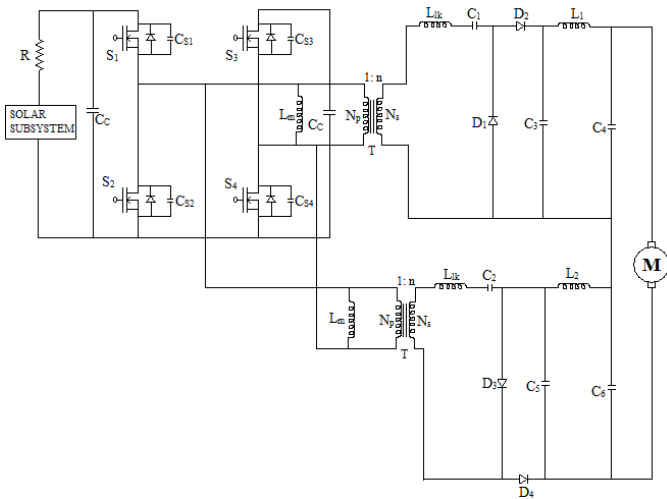 R
SOLAR
SUBSYSTEM
CC
S1
CS1
S2
CS2
S3
CS3
S4
CS4
Lm
CC
1: n
Np
Ns
T
Llk
C1
D2
L1
D1
C3
C4
M
1: n
Lm
Np
Ns
T
Llk
C2
L2
D3
C5
C6
D4